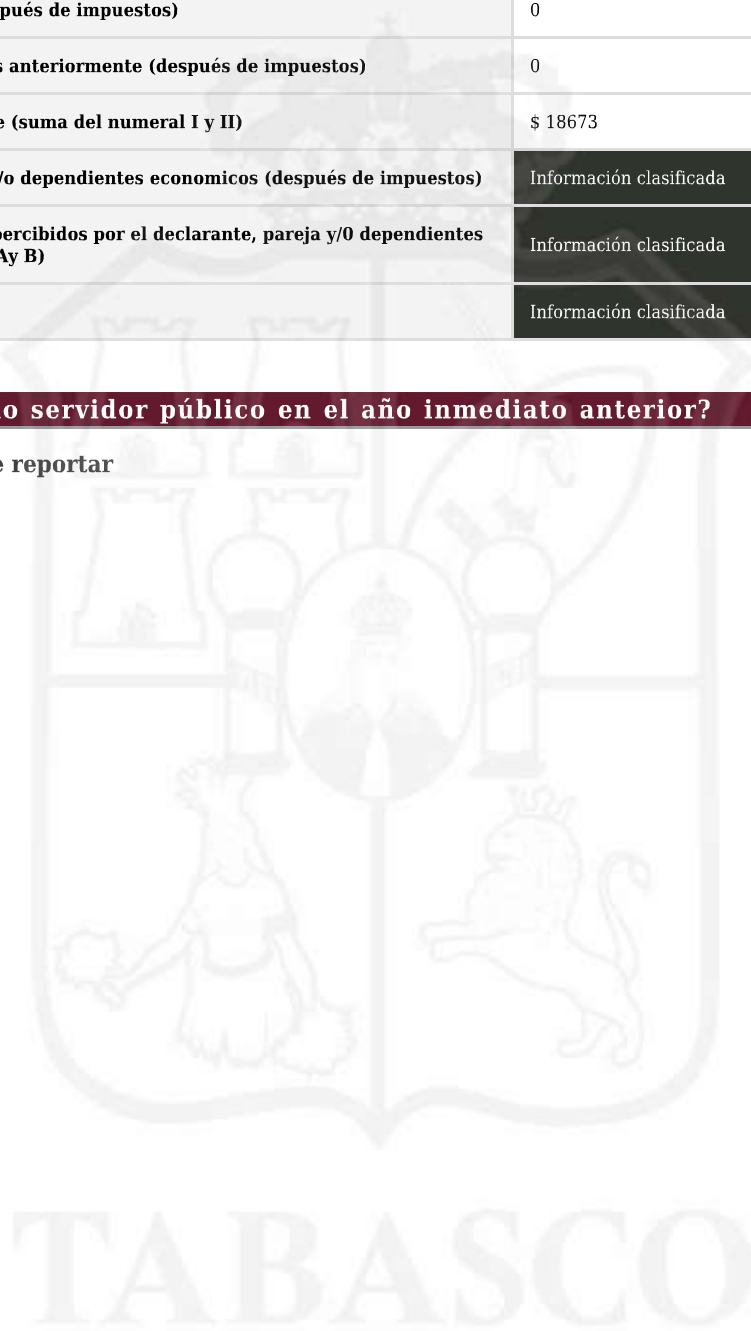 pués de impuestos)
0
s anteriormente (después de impuestos)
0
e (suma del numeral I y II)
$ 18673
/o dependientes economicos (después de impuestos)
Información clasificada
percibidos por el declarante, pareja y/0 dependientes
Ay B)
Información clasificada
Información clasificada
o servidor público en el año inmediato anterior?
e reportar
TABASCO